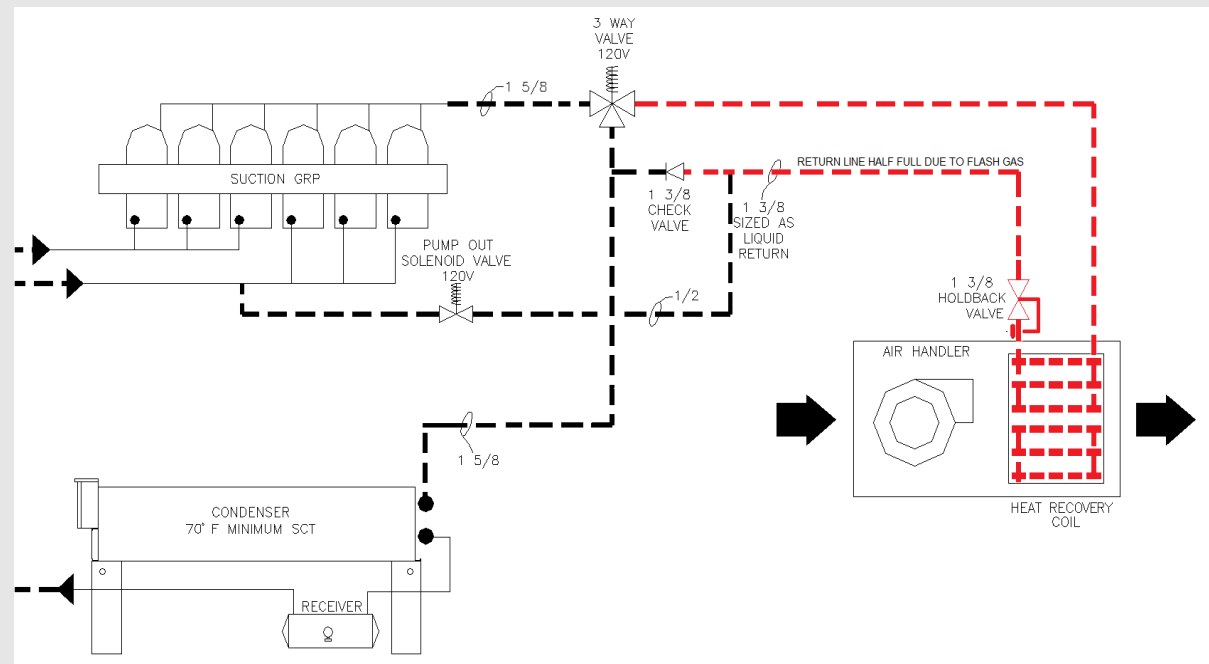 3 WAY
VALVE
120V
1 5/8
SUCTION GRP
RETURN LINE HALF FULL DUE TO FLASH GAS
1 3/8
CHECK
VALVE
1 3/8
SIZED AS
LIQUID
RETURN
PUMP OUT
SOLENOID VALVE
120V
1/2
1 3/8
HOLDBACK
VALVE
AIR HANDLER
1 5/8
CONDENSER
70° F MINIMUM SCT
HEAT RECOVERY
COIL
RECEIVER